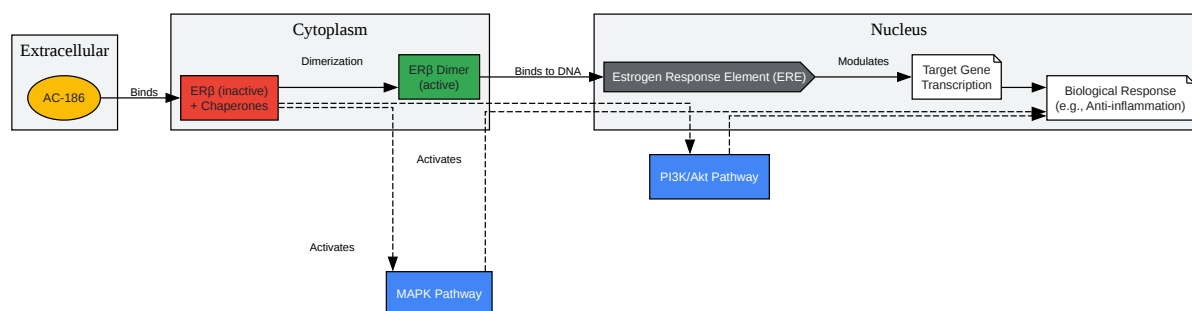 Extracellular
AC-186
Binds
Cytoplasm
ERβ (inactive)
+ Chaperones
Dimerization
ERβ Dimer
(active)
Binds to DNA
Nucleus
Estrogen Response Element (ERE)
Modulates
Target Gene
Transcription
Biological Response
(e.g., Anti-inflammation)
Activates
PI3K/Akt Pathway
Activates
MAPK Pathway